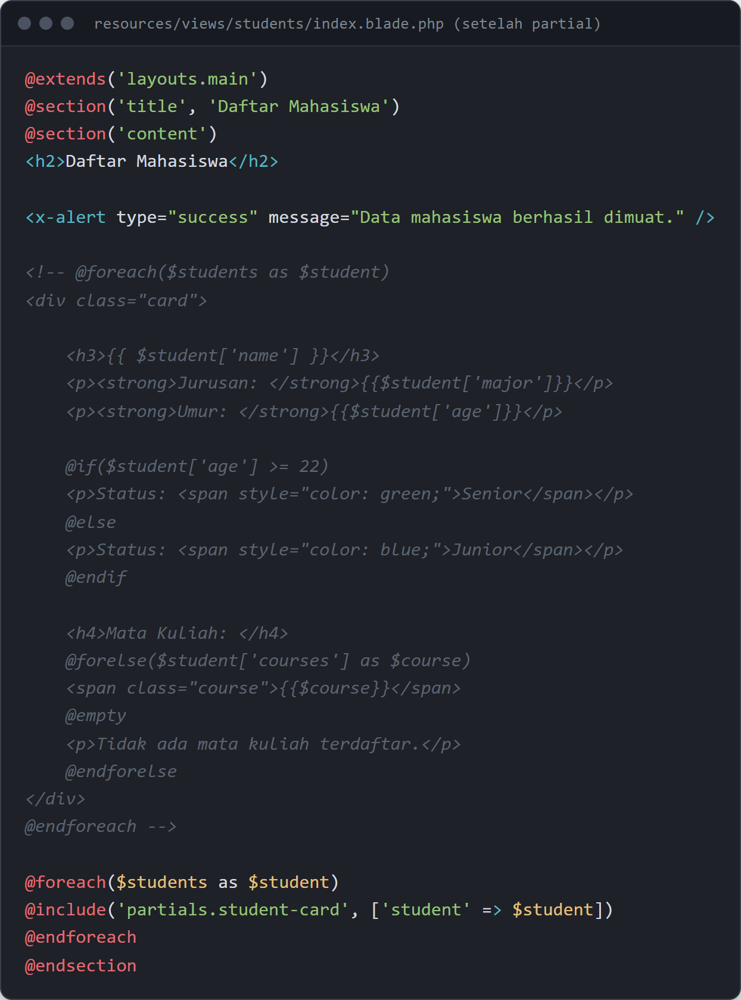 resources/views/students/index.blade.php (setelah partial)
@extends('layouts.main')
@section('title', 'Daftar Mahasiswa')
@section('content')
<h2>Daftar Mahasiswa</h2>
<x-alert type="success" message="Data mahasiswa berhasil dimuat." />
<!-- @foreach($students as $student)
<div class="card">
    <h3>{{ $student['name'] }}</h3>
    <p><strong>Jurusan: </strong>{{$student['major']}}</p>
    <p><strong>Umur: </strong>{{$student['age']}}</p>
    @if($student['age'] >= 22)
    <p>Status: <span style="color: green;">Senior</span></p>
    @else
    <p>Status: <span style="color: blue;">Junior</span></p>
    @endif
    <h4>Mata Kuliah: </h4>
    @forelse($student['courses'] as $course)
    <span class="course">{{$course}}</span>
    @empty
    <p>Tidak ada mata kuliah terdaftar.</p>
    @endforelse
</div>
@endforeach -->
@foreach($students as $student)
@include('partials.student-card', ['student' => $student])
@endforeach
@endsection